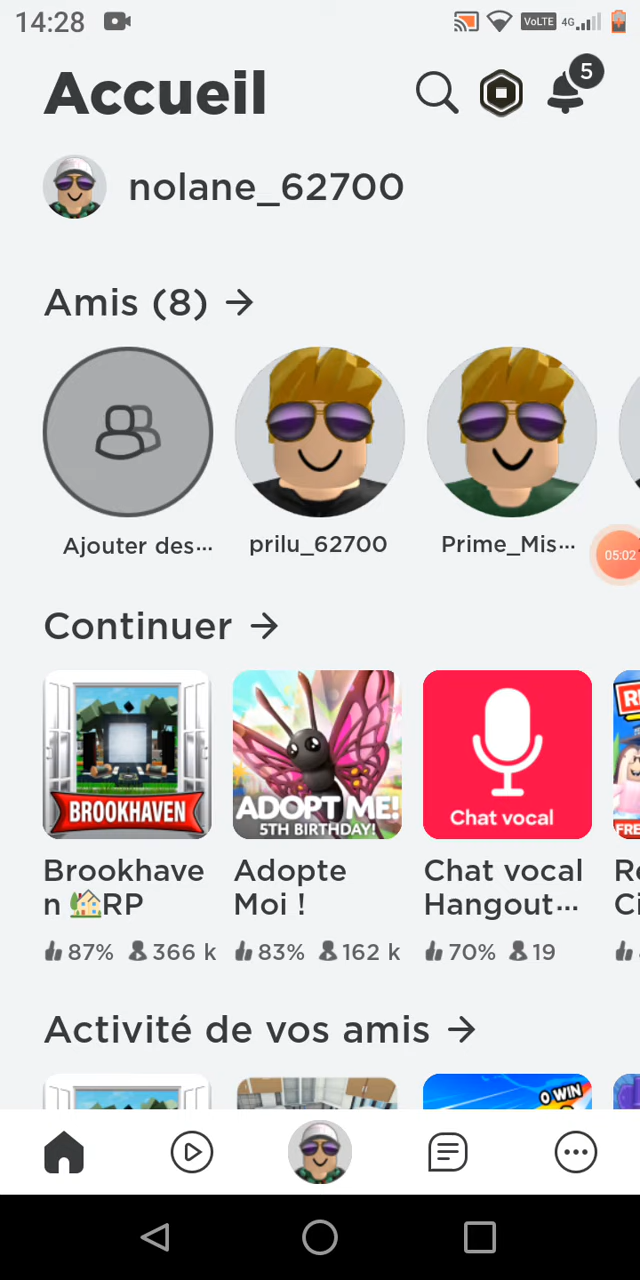 14:28
VoLTE 4G
Accueil
5
nolane_62700
Amis (8) →
Ajouter des...
prilu_62700
Prime_Mis...
05:02
Continuer →
BROOKHAVEN
ADOPT ME!
5TH BIRTHDAY!
Chat vocal
FREE
Brookhave
n 🏡RP
Adopte
Moi !
Chat vocal
Hangout...
87% 366 k
83% 162 k
70% 19
Activité de vos amis →
0 WIN